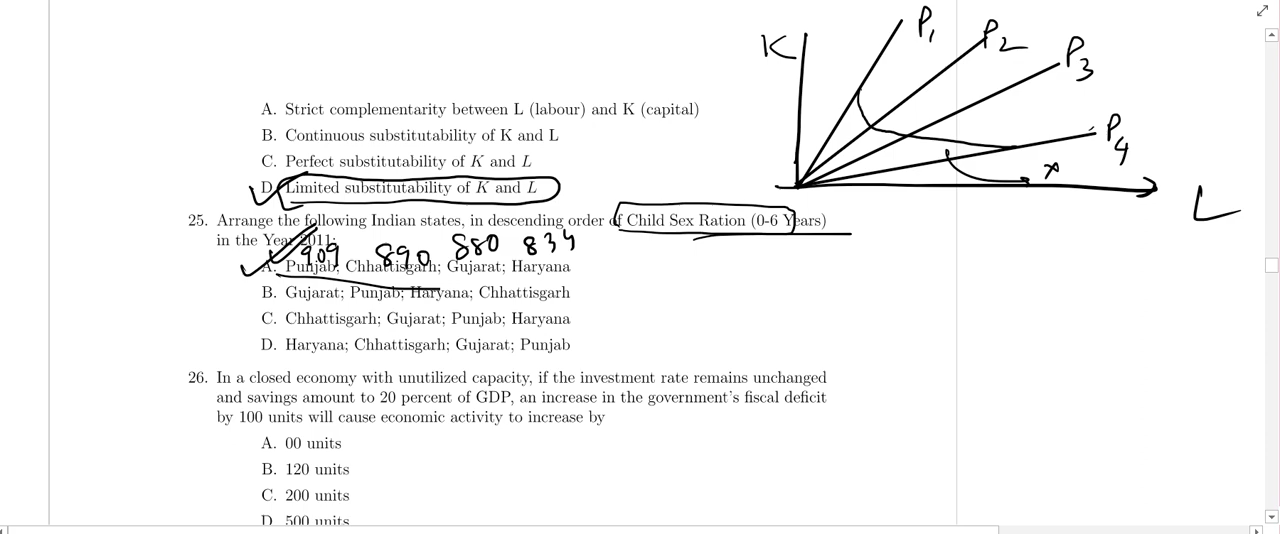 K
P1
P2
P3
P4
x
L
A. Strict complementarity between L (labour) and K (capital)
B. Continuous substitutability of K and L
C. Perfect substitutability of K and L
D. Limited substitutability of K and L
25. Arrange the following Indian states, in descending order of Child Sex Ration (0-6 Years)
in the Year 2011:
909 890 880 834
A. Punjab; Chhattisgarh; Gujarat; Haryana
B. Gujarat; Punjab; Haryana; Chhattisgarh
C. Chhattisgarh; Gujarat; Punjab; Haryana
D. Haryana; Chhattisgarh; Gujarat; Punjab
26. In a closed economy with unutilized capacity, if the investment rate remains unchanged
and savings amount to 20 percent of GDP, an increase in the government's fiscal deficit
by 100 units will cause economic activity to increase by
A. 00 units
B. 120 units
C. 200 units
D. 500 units